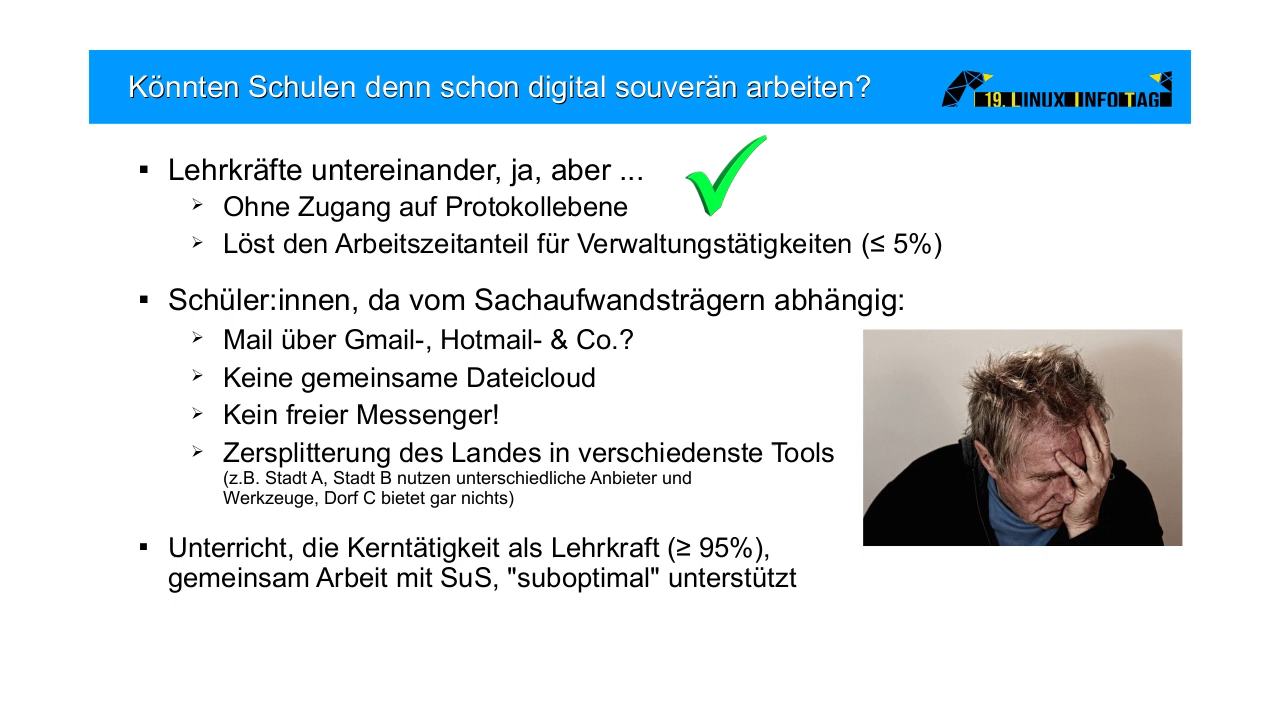 Könnten Schulen denn schon digital souverän arbeiten?
19. LINUX INFOTAG
Lehrkräfte untereinander, ja, aber ...
Ohne Zugang auf Protokollebene
Löst den Arbeitszeitanteil für Verwaltungstätigkeiten (≤ 5%)
Schüler:innen, da vom Sachaufwandsträgern abhängig:
Mail über Gmail-, Hotmail- & Co.?
Keine gemeinsame Dateicloud
Kein freier Messenger!
Zersplitterung des Landes in verschiedenste Tools
(z.B. Stadt A, Stadt B nutzen unterschiedliche Anbieter und
Werkzeuge, Dorf C bietet gar nichts)
Unterricht, die Kerntätigkeit als Lehrkraft (≥ 95%),
gemeinsam Arbeit mit SuS, "suboptimal" unterstützt